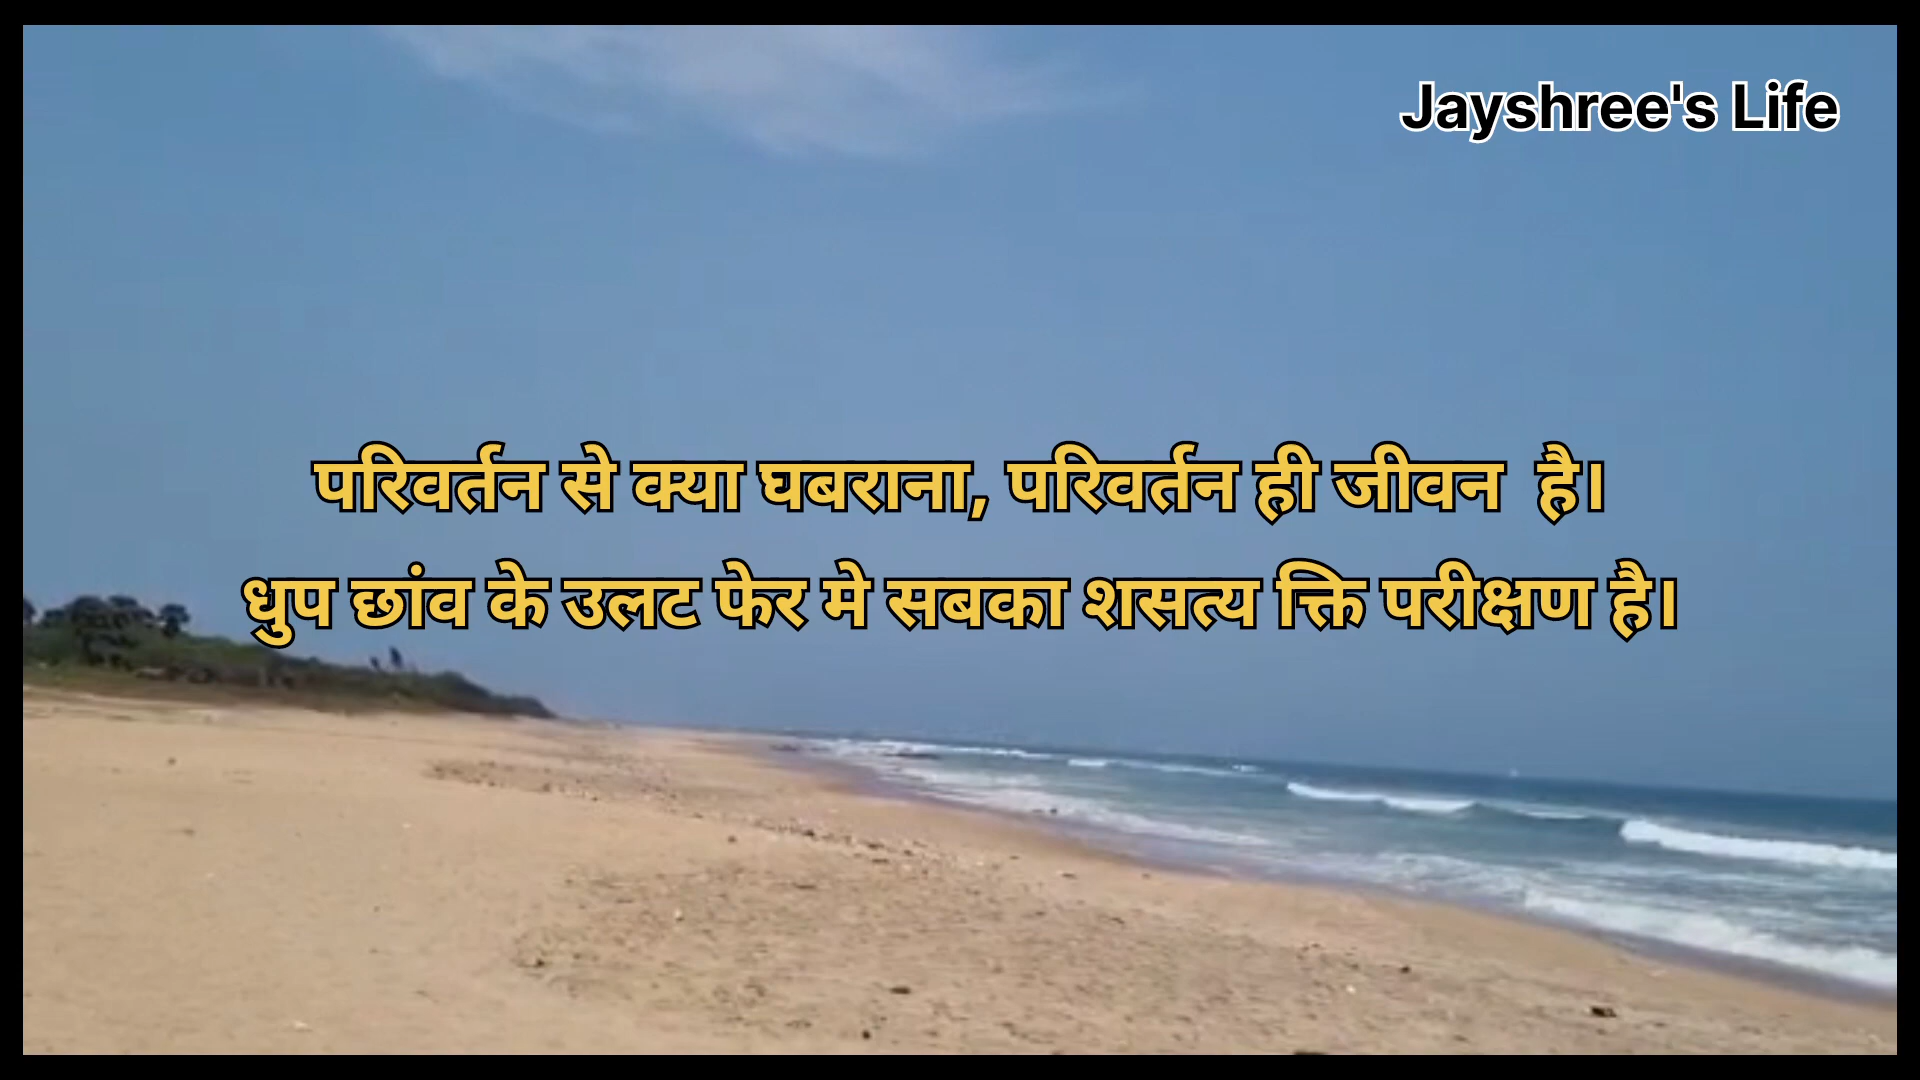 Jayshree's Life
परिवर्तन से क्या घबराना, परिवर्तन ही जीवन है।
धुप छांव के उलट फेर मे सबका शसत्य क्ति परीक्षण है।